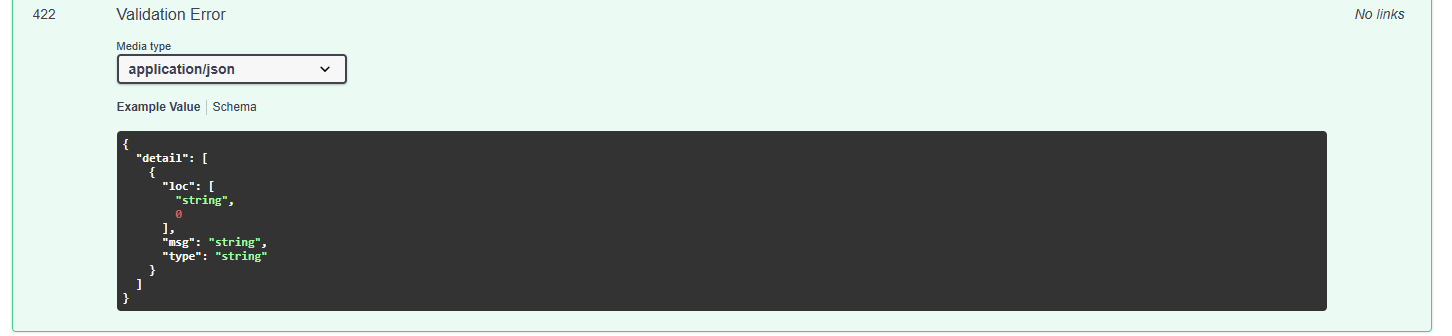 422 Validation Error No links
Media type
application/json
Example Value Schema
{
  "detail": [
    {
      "loc": [
        "string",
        0
      ],
      "msg": "string",
      "type": "string"
    }
  ]
}